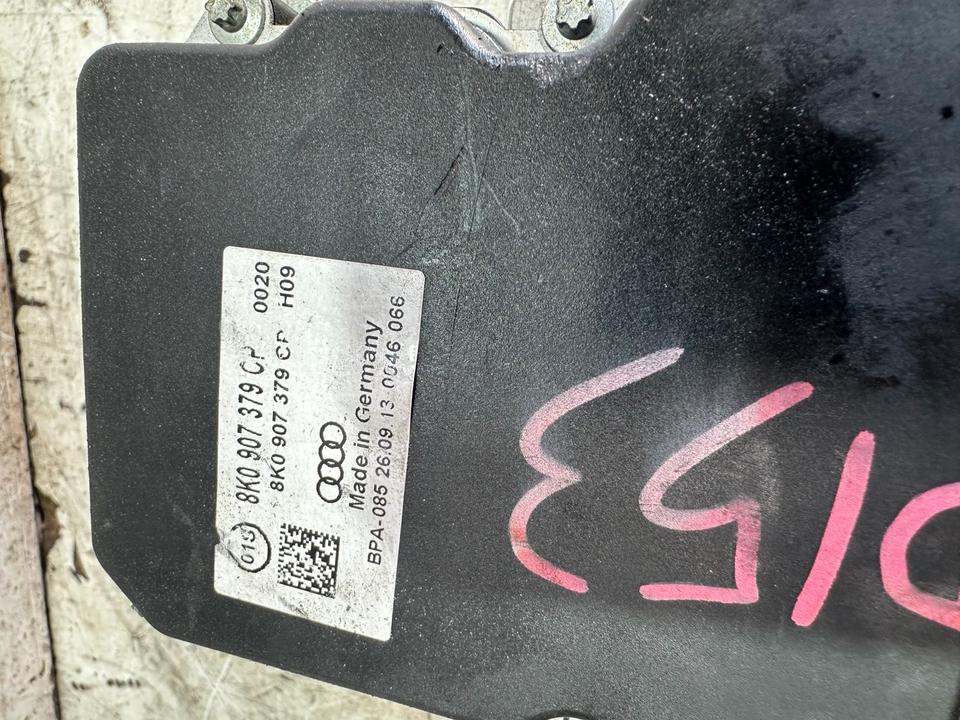 8K0 907 379 CP 0020
8K0 907 379 CP H09
01S
Made in Germany
BPA-085 26.09.13 0046 066